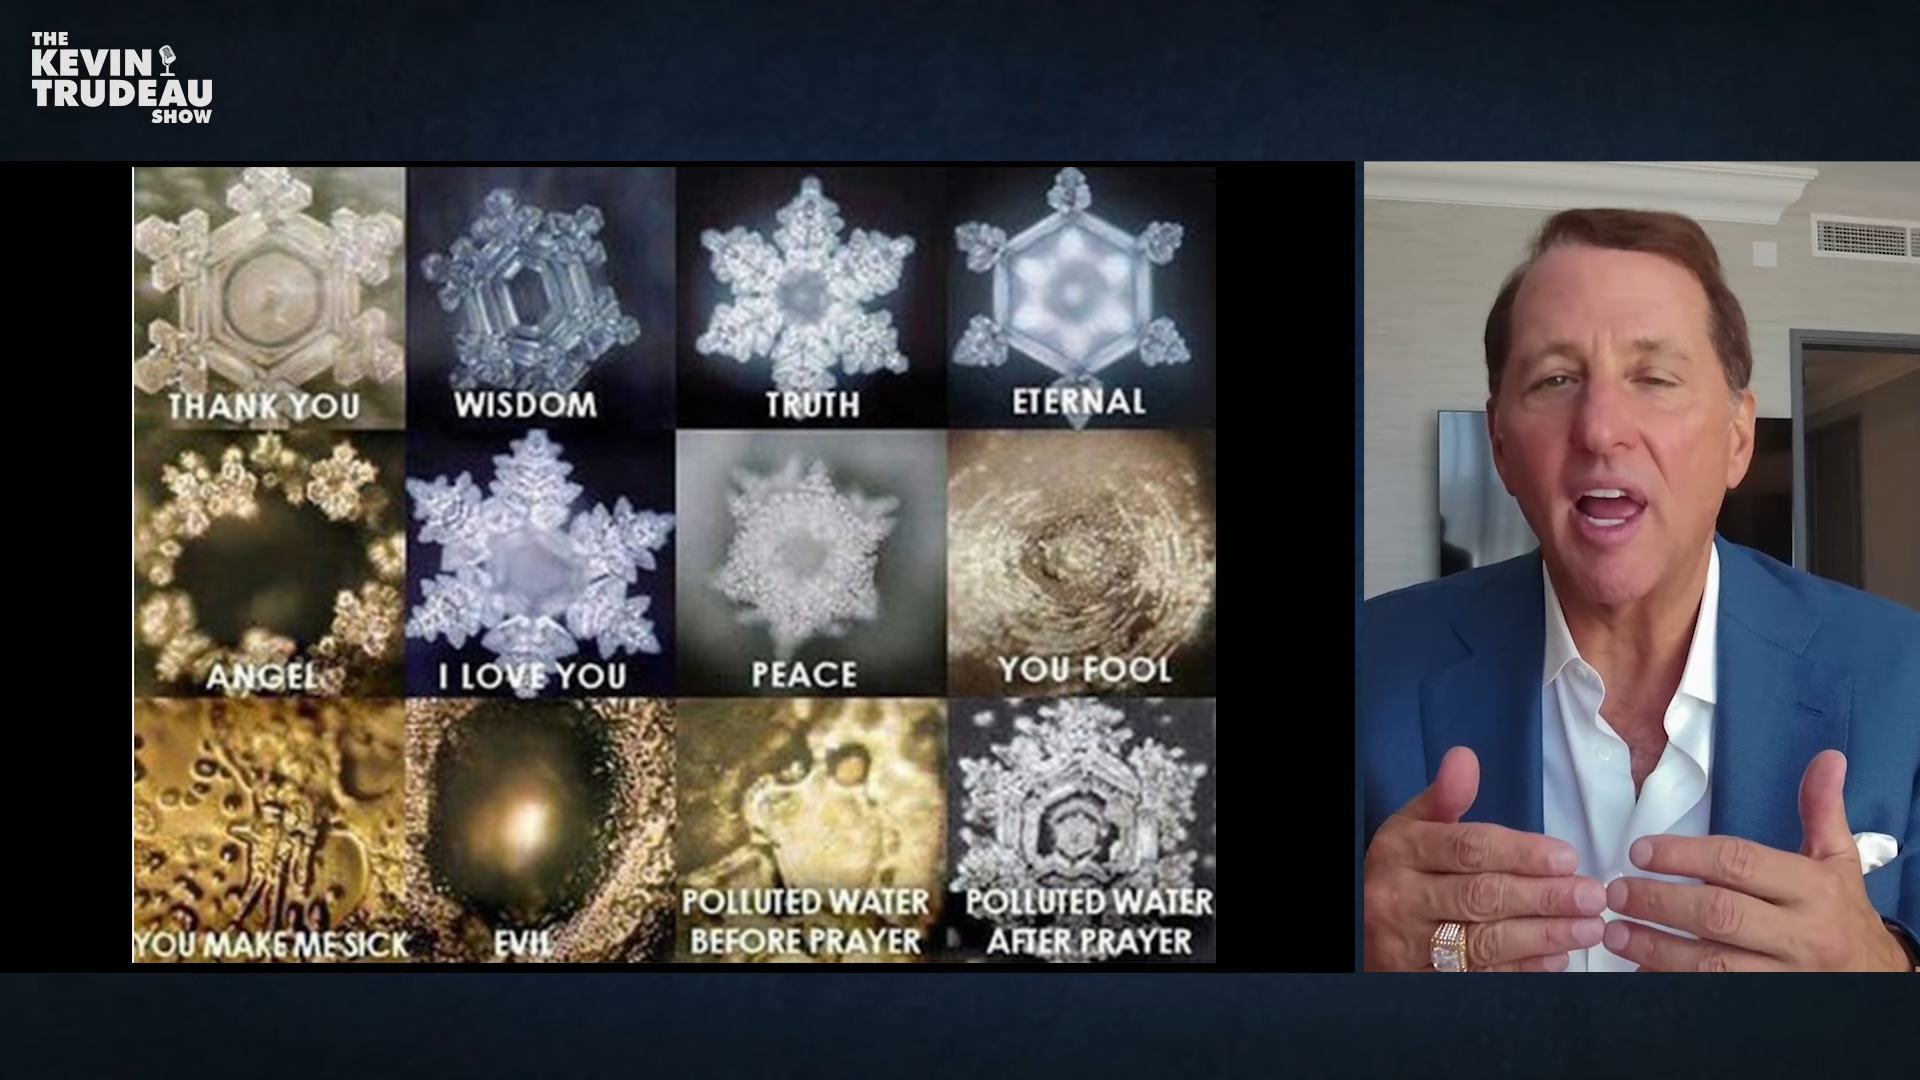 THE
KEVIN
TRUDEAU
SHOW
THANK YOU
WISDOM
TRUTH
ETERNAL
ANGEL
I LOVE YOU
PEACE
YOU FOOL
YOU MAKE ME SICK
EVIL
POLLUTED WATER
BEFORE PRAYER
POLLUTED WATER
AFTER PRAYER